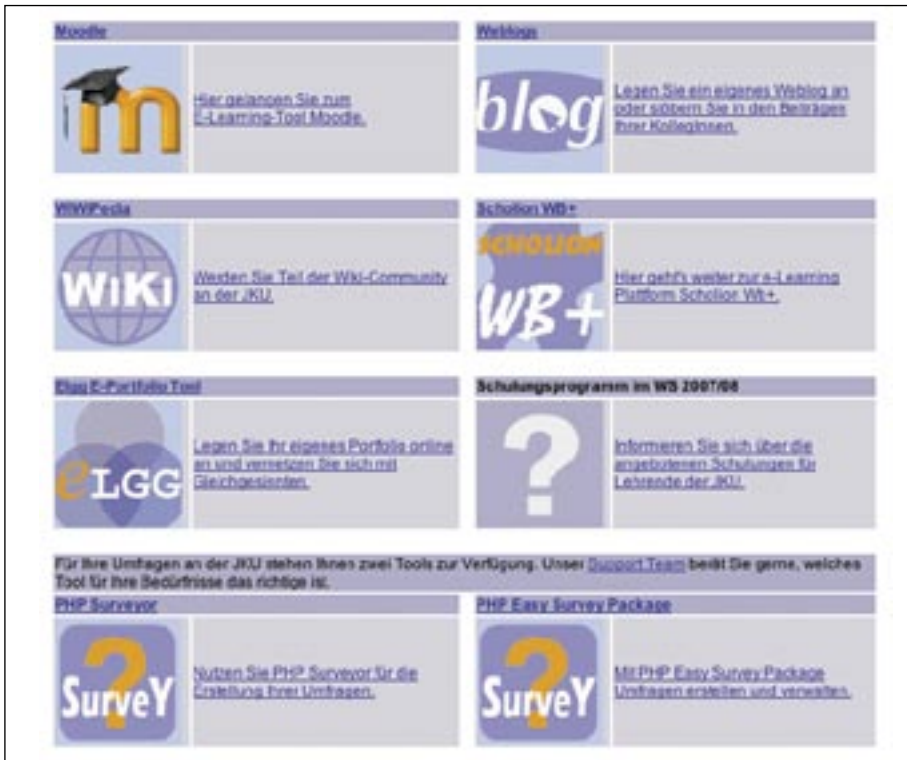 Moodle
m
Hier gelangen Sie zum
E-Learning-Tool Moodle.
Weblogs
blog
Legen Sie ein eigenes Weblog an
oder stöbern Sie in den Beiträgen
Ihrer KollegInnen.
WiWiPedia
WiKi
Werden Sie Teil der Wiki-Community
an der JKU.
Scholion WB+
SCHOLION
WB+
Hier geht's weiter zur e-Learning
Plattform Scholion Wb+.
Elgg E-Portfolio Tool
eLGG
Legen Sie Ihr eigenes Portfolio online
an und vernetzen Sie sich mit
Gleichgesinnten.
Schulungsprogramm im WS 2007/08
?
Informieren Sie sich über die
angebotenen Schulungen für
Lehrende der JKU.
Für Ihre Umfragen an der JKU stehen Ihnen zwei Tools zur Verfügung. Unser Support Team berät Sie gerne, welches
Tool für Ihre Bedürfnisse das richtige ist.
PHP Surveyor
?
SurveY
Nutzen Sie PHP Surveyor für die
Erstellung Ihrer Umfragen.
PHP Easy Survey Package
?
SurveY
Mit PHP Easy Survey Package
Umfragen erstellen und verwalten.